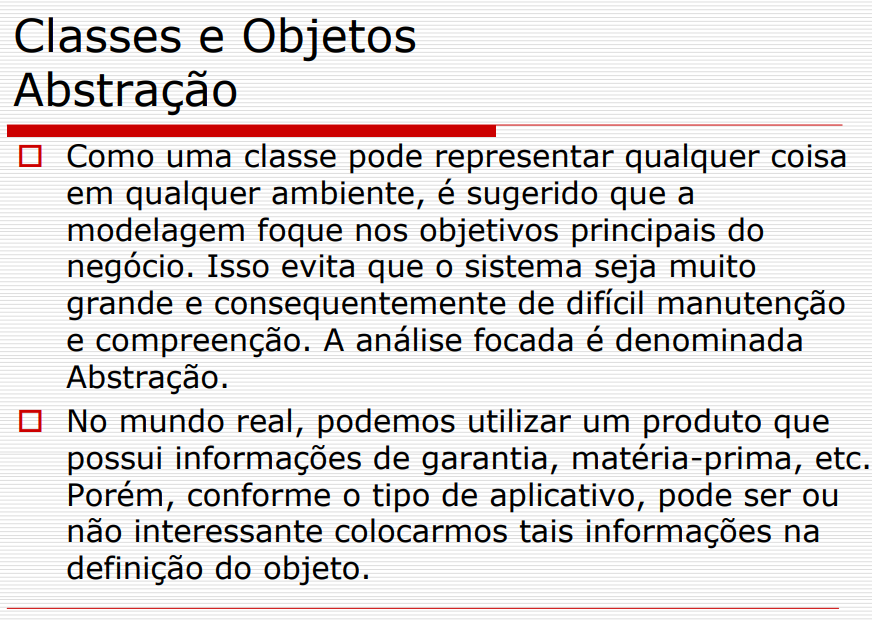 Classes e Objetos
Abstração
Como uma classe pode representar qualquer coisa
em qualquer ambiente, é sugerido que a
modelagem foque nos objetivos principais do
negócio. Isso evita que o sistema seja muito
grande e consequentemente de difícil manutenção
e compreenção. A análise focada é denominada
Abstração.
No mundo real, podemos utilizar um produto que
possui informações de garantia, matéria-prima, etc.
Porém, conforme o tipo de aplicativo, pode ser ou
não interessante colocarmos tais informações na
definição do objeto.